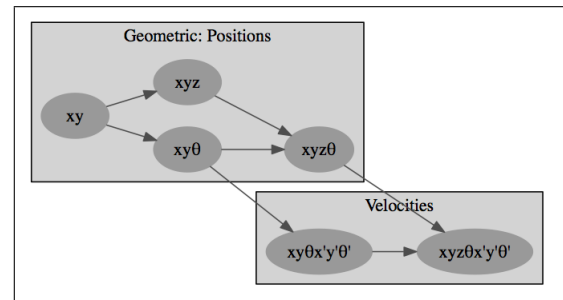 Geometric: Positions
xyz
xy
xyθ
xyzθ
Velocities
xyθx'y'θ'
xyzθx'y'θ'